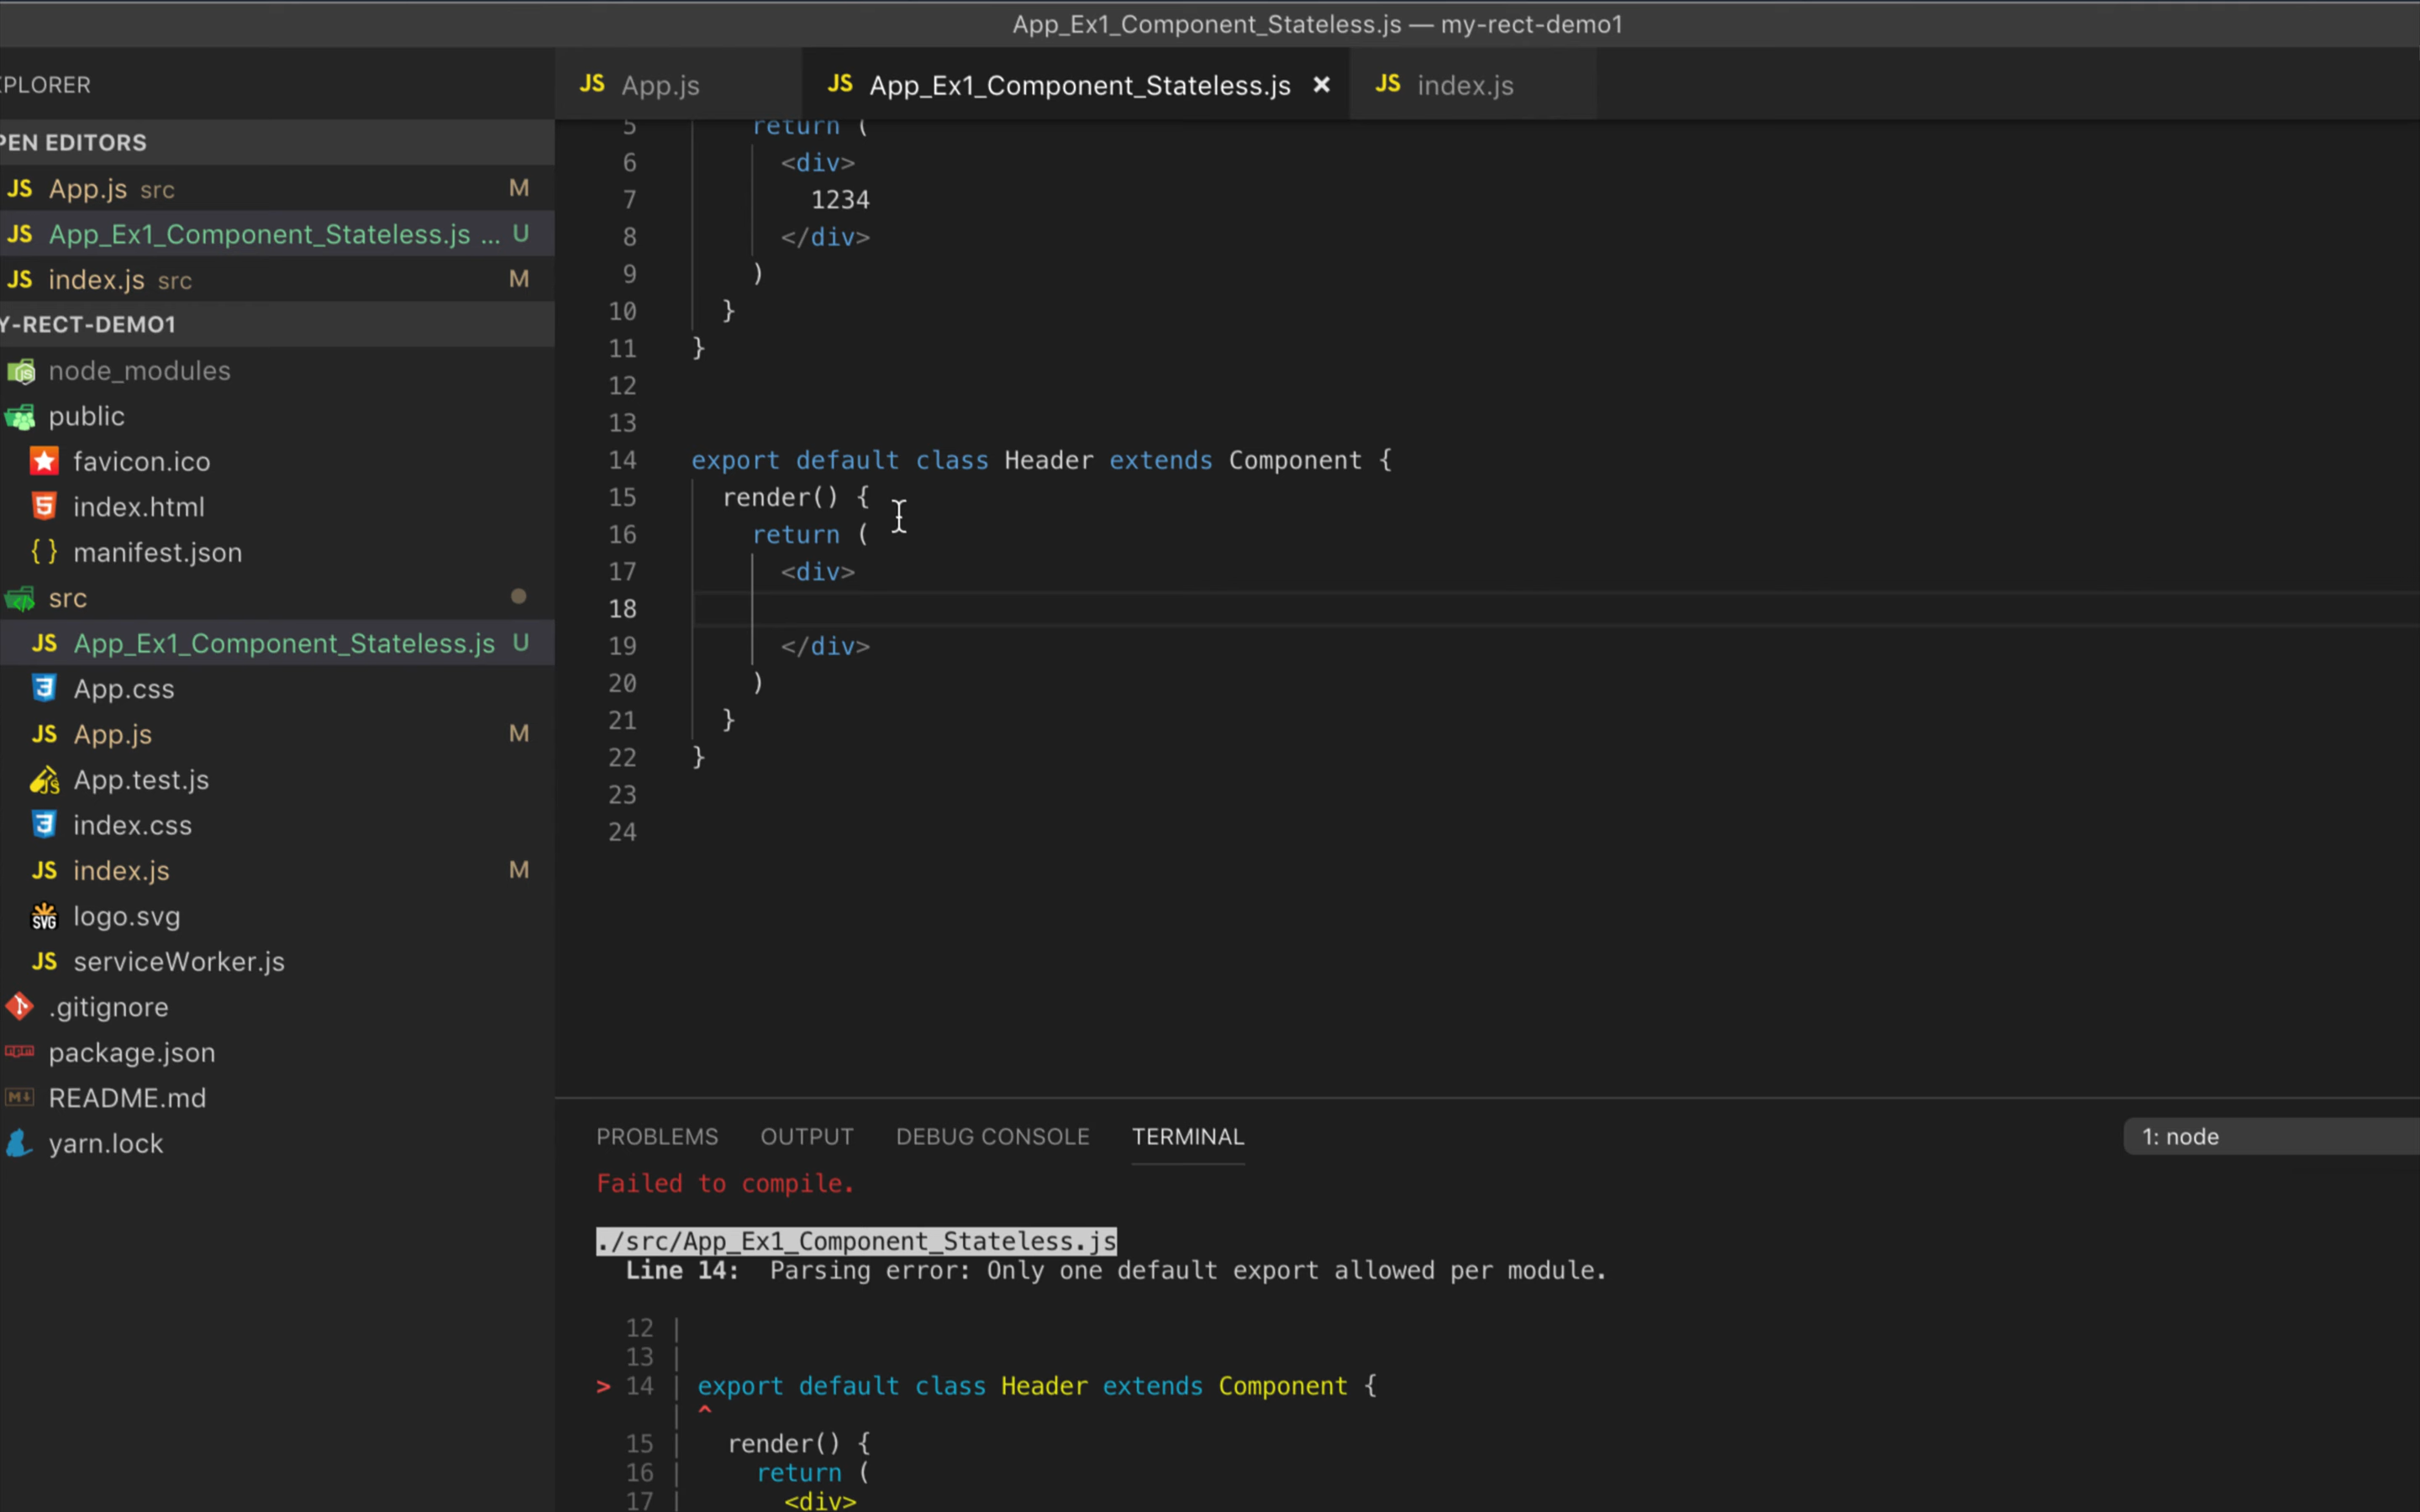 App_Ex1_Component_Stateless.js — my-rect-demo1
PLORER
JS App.js
JS App_Ex1_Component_Stateless.js ×
JS index.js
PEN EDITORS
JS App.js src M
JS App_Ex1_Component_Stateless.js ... U
JS index.js src M
Y-RECT-DEMO1
node_modules
public
favicon.ico
index.html
{ } manifest.json
src
JS App_Ex1_Component_Stateless.js U
App.css
JS App.js M
App.test.js
index.css
JS index.js M
SVG logo.svg
JS serviceWorker.js
.gitignore
package.json
README.md
yarn.lock
5 return (
6 <div>
7 1234
8 </div>
9 )
10 }
11 }
12
13
14 export default class Header extends Component {
15 render() {
16 return (
17 <div>
18
19 </div>
20 )
21 }
22 }
23
24
PROBLEMS OUTPUT DEBUG CONSOLE TERMINAL 1: node
Failed to compile.
./src/App_Ex1_Component_Stateless.js
Line 14: Parsing error: Only one default export allowed per module.
12 |
13 |
> 14 | export default class Header extends Component {
| ^
15 | render() {
16 | return (
17 | <div>